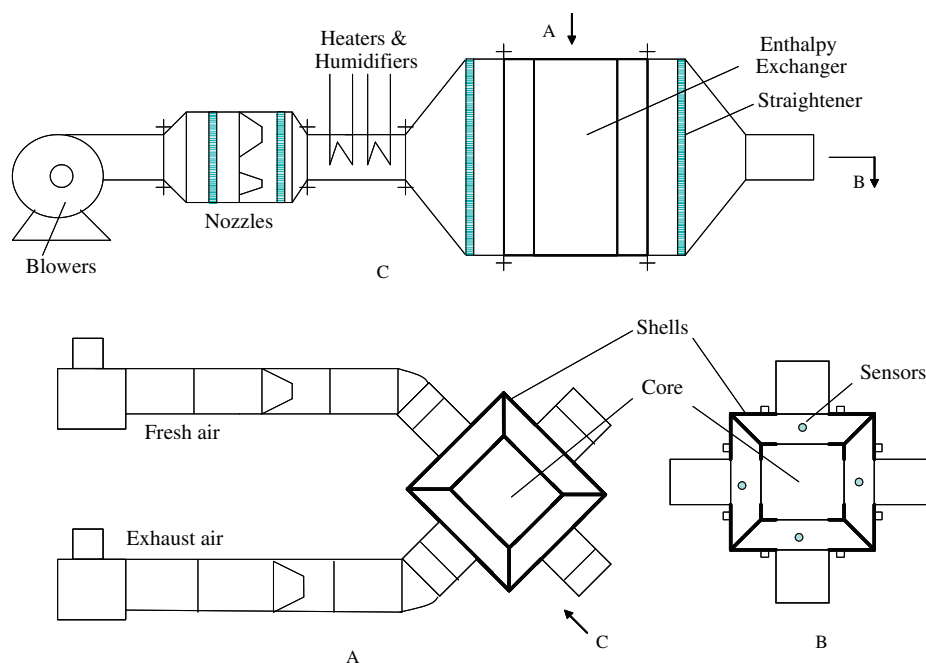 Heaters &
Humidifiers
A
Enthalpy
Exchanger
Straightener
B
Nozzles
Blowers
C
Shells
Core
Sensors
Fresh air
Exhaust air
C
A
B